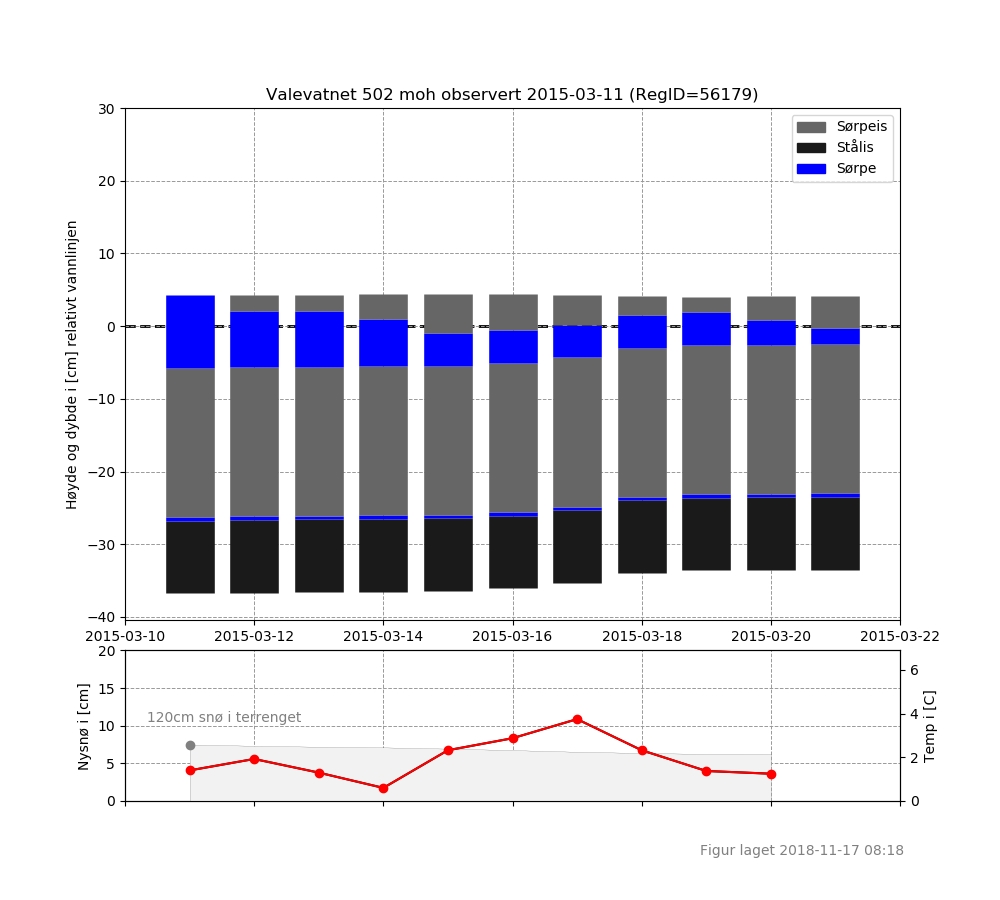 Valevatnet 502 moh observert 2015-03-11 (RegID=56179)
Sørpeis
Stålis
Sørpe
Høyde og dybde i [cm] relativt vannlinjen
30
20
10
0
−10
−20
−30
−40
2015-03-10 2015-03-12 2015-03-14 2015-03-16 2015-03-18 2015-03-20 2015-03-22
Nysnø i [cm]
20
15
10
5
0
120cm snø i terrenget
6
4
2
0
Temp i [C]
Figur laget 2018-11-17 08:18